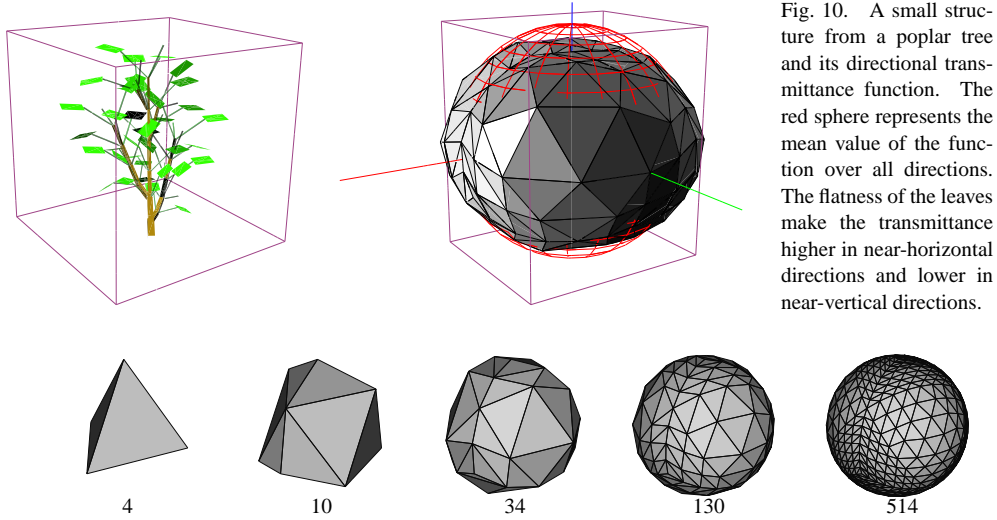 Fig. 10. A small struc-
ture from a poplar tree
and its directional trans-
mittance function. The
red sphere represents the
mean value of the func-
tion over all directions.
The flatness of the leaves
make the transmittance
higher in near-horizontal
directions and lower in
near-vertical directions.
4 10 34 130 514